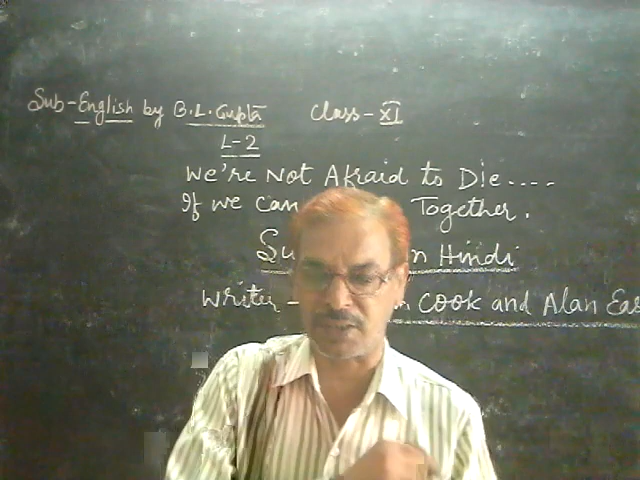 Sub-English by B.L.Gupta Class-XI
L-2
We're Not Afraid to Die....
If we can Together.
Su n Hindi
Writer - n Cook and Alan Eas